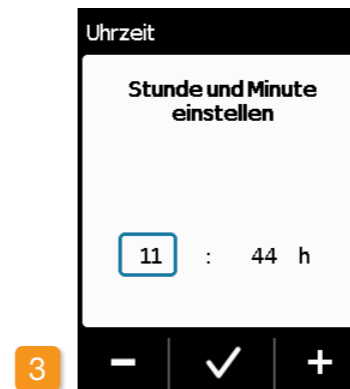 Uhrzeit
Stunde und Minute
einstellen
11 : 44 h
3